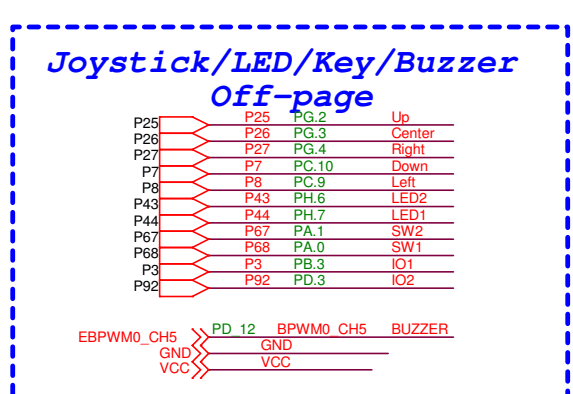 Joystick/LED/Key/Buzzer
Off-page
P25 P25 PG.2 Up
P26 P26 PG.3 Center
P27 P27 PG.4 Right
P7 P7 PC.10 Down
P8 P8 PC.9 Left
P43 P43 PH.6 LED2
P44 P44 PH.7 LED1
P67 P67 PA.1 SW2
P68 P68 PA.0 SW1
P3 P3 PB.3 IO1
P92 P92 PD.3 IO2
EBPWM0_CH5 PD_12 BPWM0_CH5 BUZZER
GND GND
VCC VCC